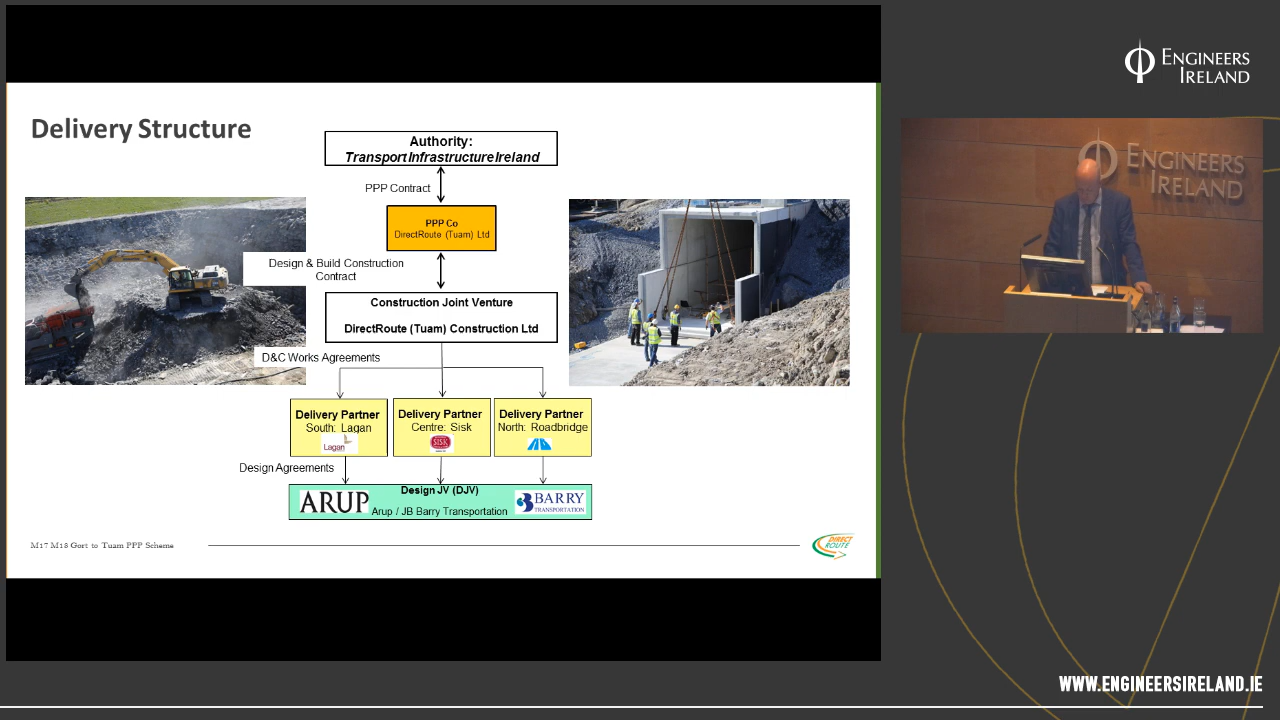 Delivery Structure
Authority:
Transport Infrastructure Ireland
PPP Contract
PPP Co
DirectRoute (Tuam) Ltd
Design & Build Construction
Contract
Construction Joint Venture
DirectRoute (Tuam) Construction Ltd
D&C Works Agreements
Delivery Partner
South: Lagan
Lagan
Delivery Partner
Centre: Sisk
SISK
Delivery Partner
North: Roadbridge
Design Agreements
ARUP
Design JV (DJV)
Arup / JB Barry Transportation
BARRY
TRANSPORTATION
M17 M18 Gort to Tuam PPP Scheme
DIRECT
ROUTE
ENGINEERS
IRELAND
ENGINEERS
IRELAND
WWW.ENGINEERSIRELAND.IE